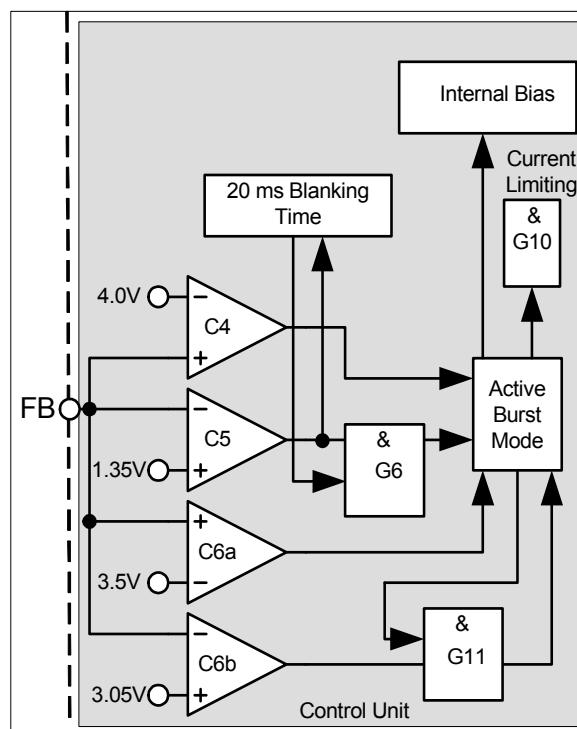 Internal Bias
Current
Limiting
20 ms Blanking
Time
&
G10
4.0V
C4
FB
C5
1.35V
&
G6
Active
Burst
Mode
C6a
3.5V
&
G11
C6b
3.05V
Control Unit